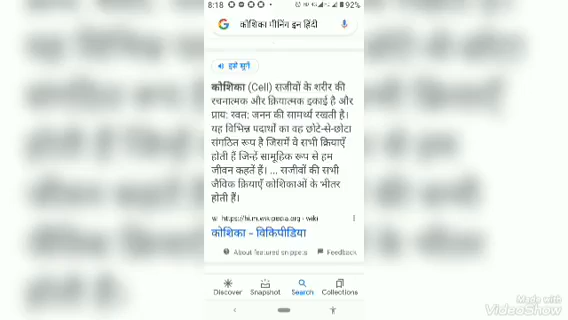 8:18
92%
कोशिका मीनिंग इन हिंदी
इसे सुनें
कोशिका (Cell) सजीवों के शरीर की
रचनात्मक और क्रियात्मक इकाई है और
प्राय: स्वत: जनन की सामर्थ्य रखती है।
यह विभिन्न पदार्थों का वह छोटे-से-छोटा
संगठित रूप है जिसमें वे सभी क्रियाएँ
होती हैं जिन्हें सामूहिक रूप से हम
जीवन कहतें हैं। ... सजीवों की सभी
जैविक क्रियाएँ कोशिकाओं के भीतर
होती हैं।
W https://hi.m.wikipedia.org › wiki
कोशिका - विकिपीडिया
About featured snippets Feedback
Discover Snapshot Search Collections
Made with
VideoShow